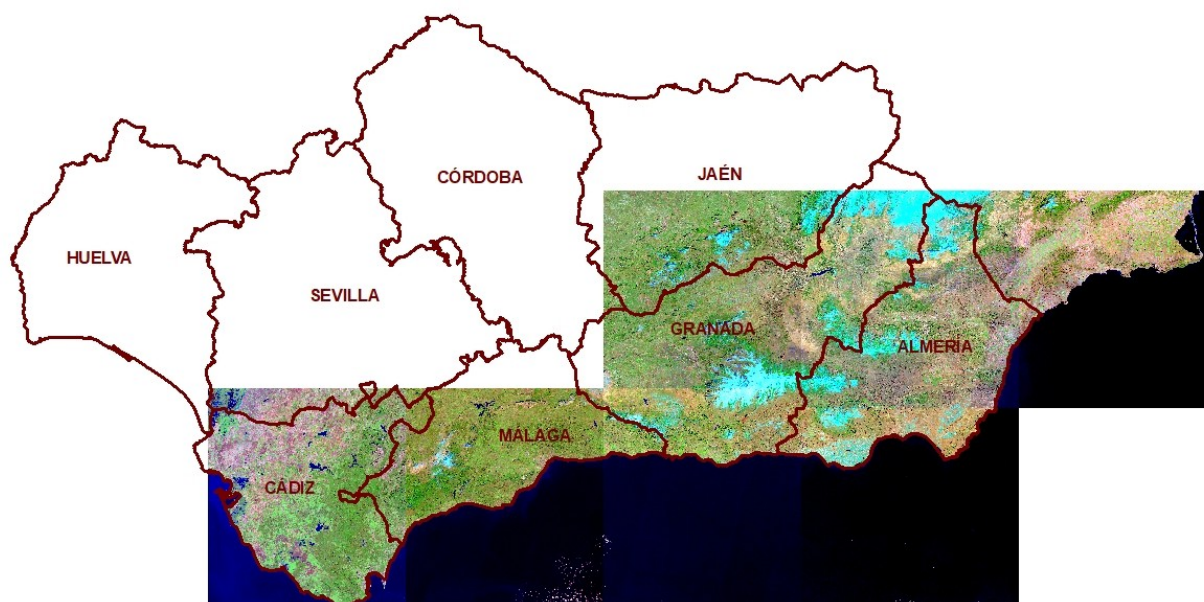 CÓRDOBA
JAÉN
HUELVA
SEVILLA
GRANADA
ALMERÍA
MÁLAGA
CÁDIZ